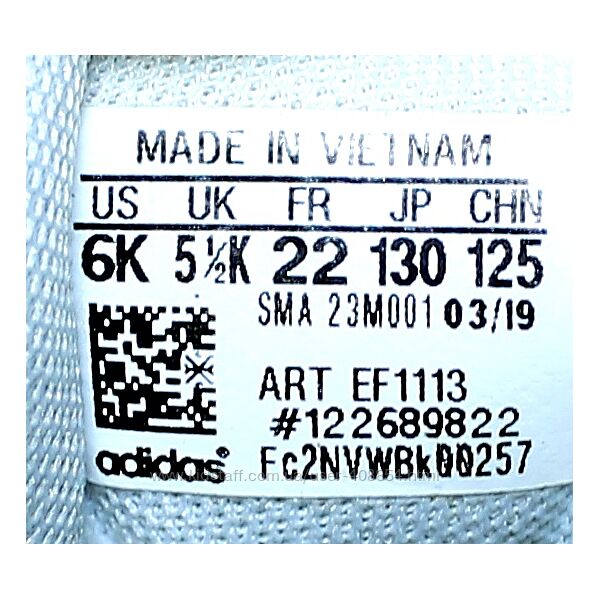 MADE IN VIETNAM
US UK FR JP CHN
6K 5½K 22 130 125
SMA 23M001 03/19
ART EF1113
#122689822
adidas® Ec2NVWBk00257